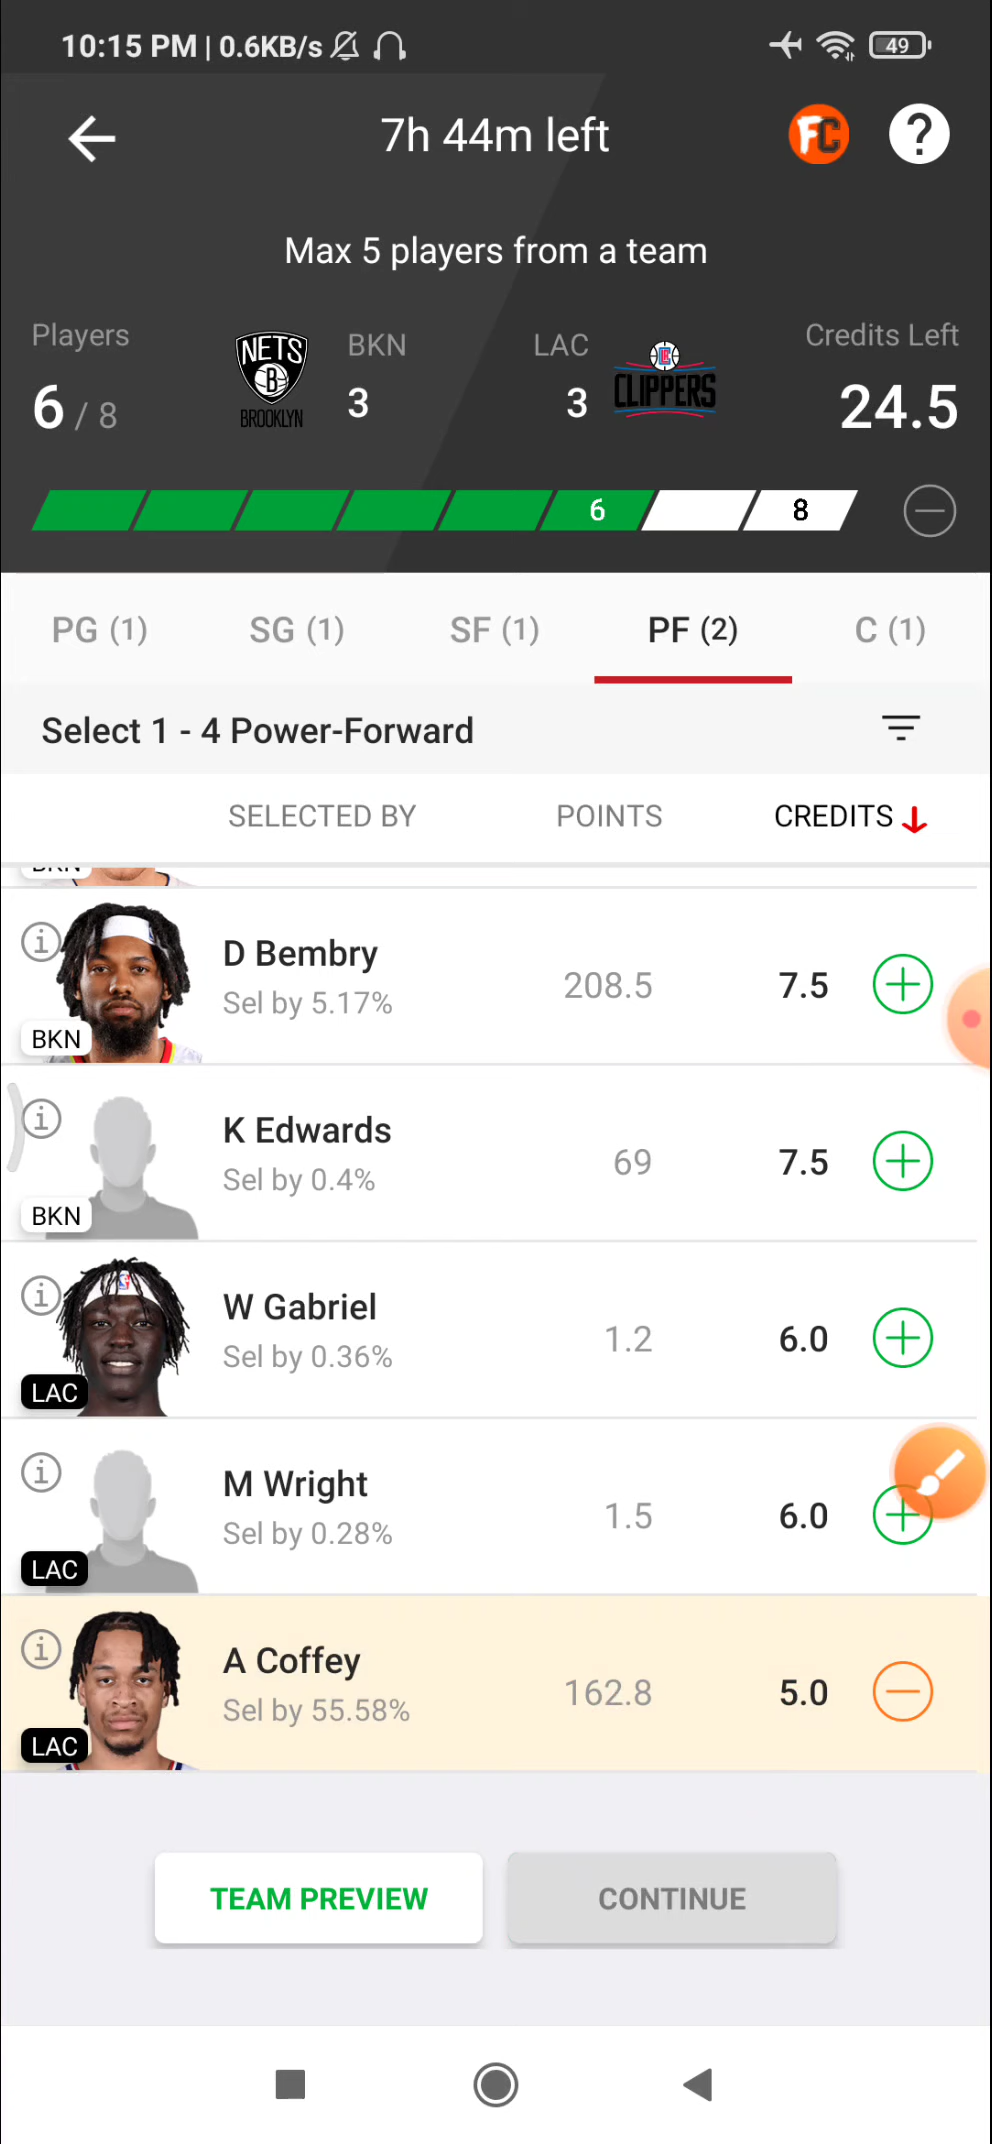 10:15 PM | 0.6KB/s
49
7h 44m left
FC
?
Max 5 players from a team
Players
BKN
LAC
Credits Left
6 / 8
NETS
B
BROOKLYN
3
3
CLIPPERS
24.5
6
8
PG (1)
SG (1)
SF (1)
PF (2)
C (1)
Select 1 - 4 Power-Forward
SELECTED BY
POINTS
CREDITS
D Bembry
Sel by 5.17%
208.5
7.5
BKN
K Edwards
Sel by 0.4%
69
7.5
BKN
W Gabriel
Sel by 0.36%
1.2
6.0
LAC
M Wright
Sel by 0.28%
1.5
6.0
LAC
A Coffey
Sel by 55.58%
162.8
5.0
LAC
TEAM PREVIEW
CONTINUE